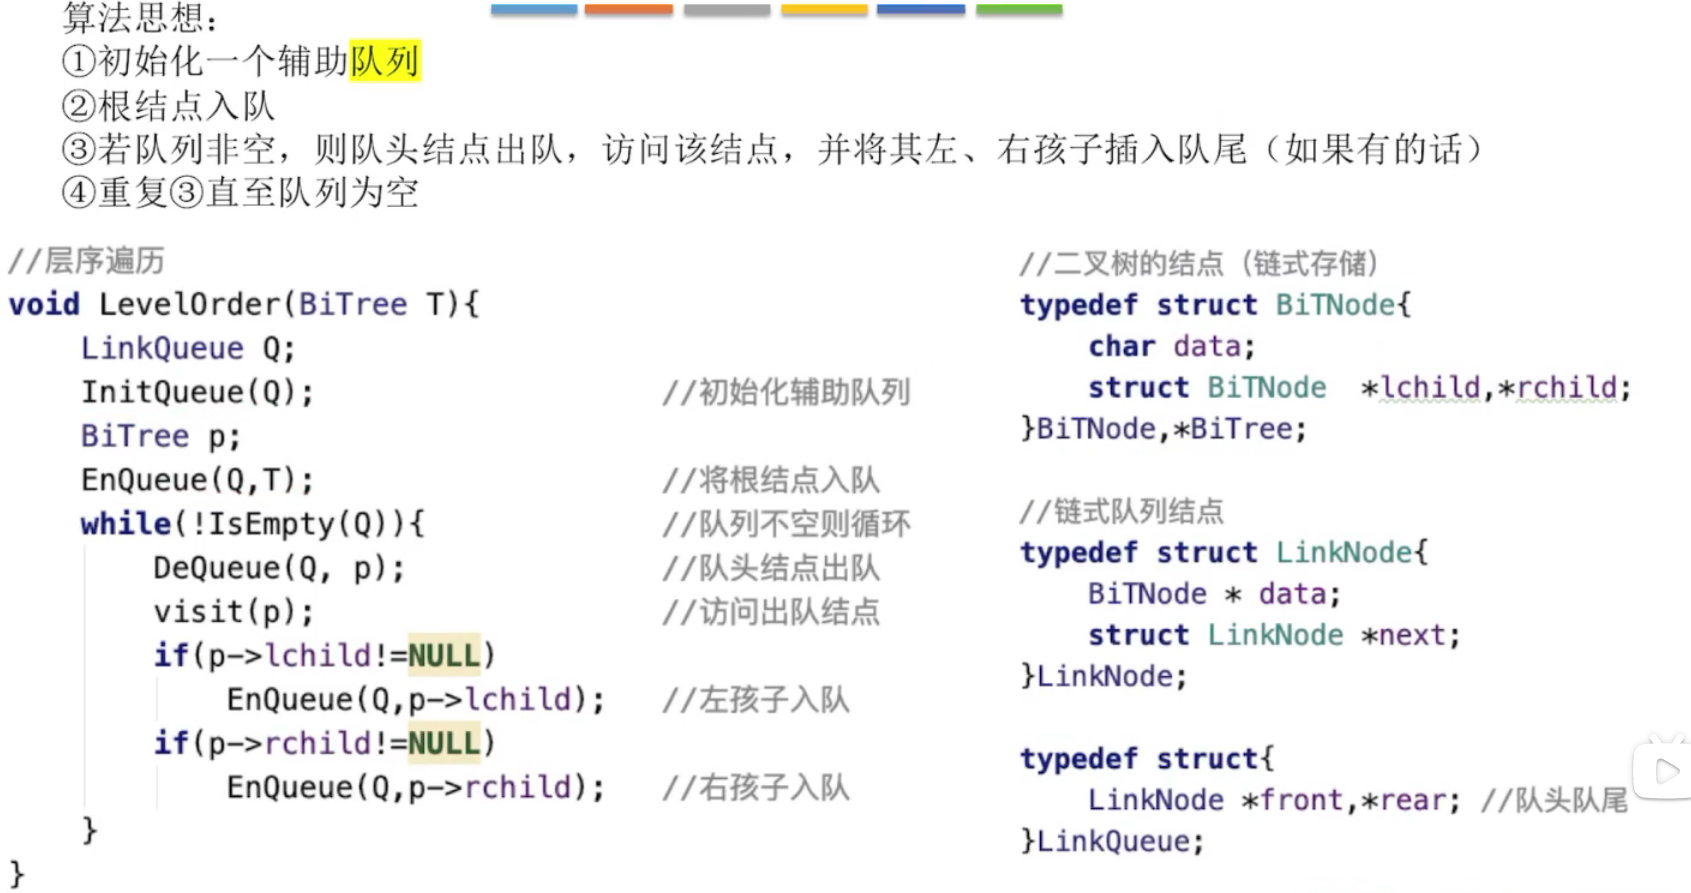 算法思想：
①初始化一个辅助队列
②根结点入队
③若队列非空，则队头结点出队，访问该结点，并将其左、右孩子插入队尾（如果有的话）
④重复③直至队列为空
//层序遍历
void LevelOrder(BiTree T){
LinkQueue Q;
InitQueue(Q); //初始化辅助队列
BiTree p;
EnQueue(Q,T); //将根结点入队
while(!IsEmpty(Q)){ //队列不空则循环
DeQueue(Q, p); //队头结点出队
visit(p); //访问出队结点
if(p->lchild!=NULL)
EnQueue(Q,p->lchild); //左孩子入队
if(p->rchild!=NULL)
EnQueue(Q,p->rchild); //右孩子入队
}
}
//二叉树的结点（链式存储）
typedef struct BiTNode{
char data;
struct BiTNode *lchild,*rchild;
}BiTNode,*BiTree;
//链式队列结点
typedef struct LinkNode{
BiTNode * data;
struct LinkNode *next;
}LinkNode;
typedef struct{
LinkNode *front,*rear; //队头队尾
}LinkQueue;